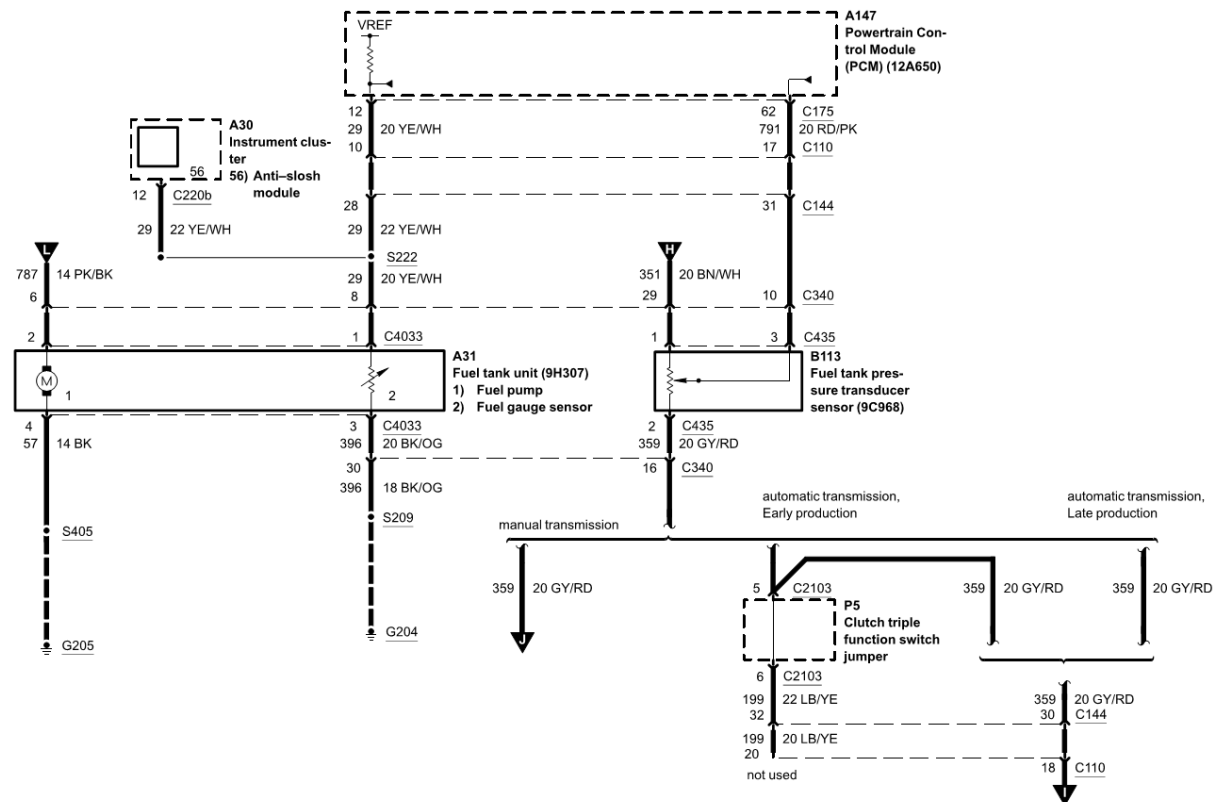 A147
Powertrain Con-
trol Module
(PCM) (12A650)
VREF
12
62
C175
29
20 YE/WH
791
20 RD/PK
10
17
C110
A30
Instrument clus-
ter
56) Anti–slosh
module
56
12
C220b
28
31
C144
29
22 YE/WH
29
22 YE/WH
S222
L
H
787
14 PK/BK
29
20 YE/WH
351
20 BN/WH
6
8
29
10
C340
2
1
C4033
1
3
C435
A31
Fuel tank unit (9H307)
1) Fuel pump
2) Fuel gauge sensor
M
1
2
B113
Fuel tank pres-
sure transducer
sensor (9C968)
4
3
C4033
2
C435
57
14 BK
396
20 BK/OG
359
20 GY/RD
30
16
C340
396
18 BK/OG
S405
S209
manual transmission
automatic transmission,
Early production
automatic transmission,
Late production
359
20 GY/RD
5
C2103
359
20 GY/RD
359
20 GY/RD
P5
Clutch triple
function switch
jumper
G205
G204
J
6
C2103
199
22 LB/YE
359
20 GY/RD
32
30
C144
199
20 LB/YE
20
not used
18
C110
I